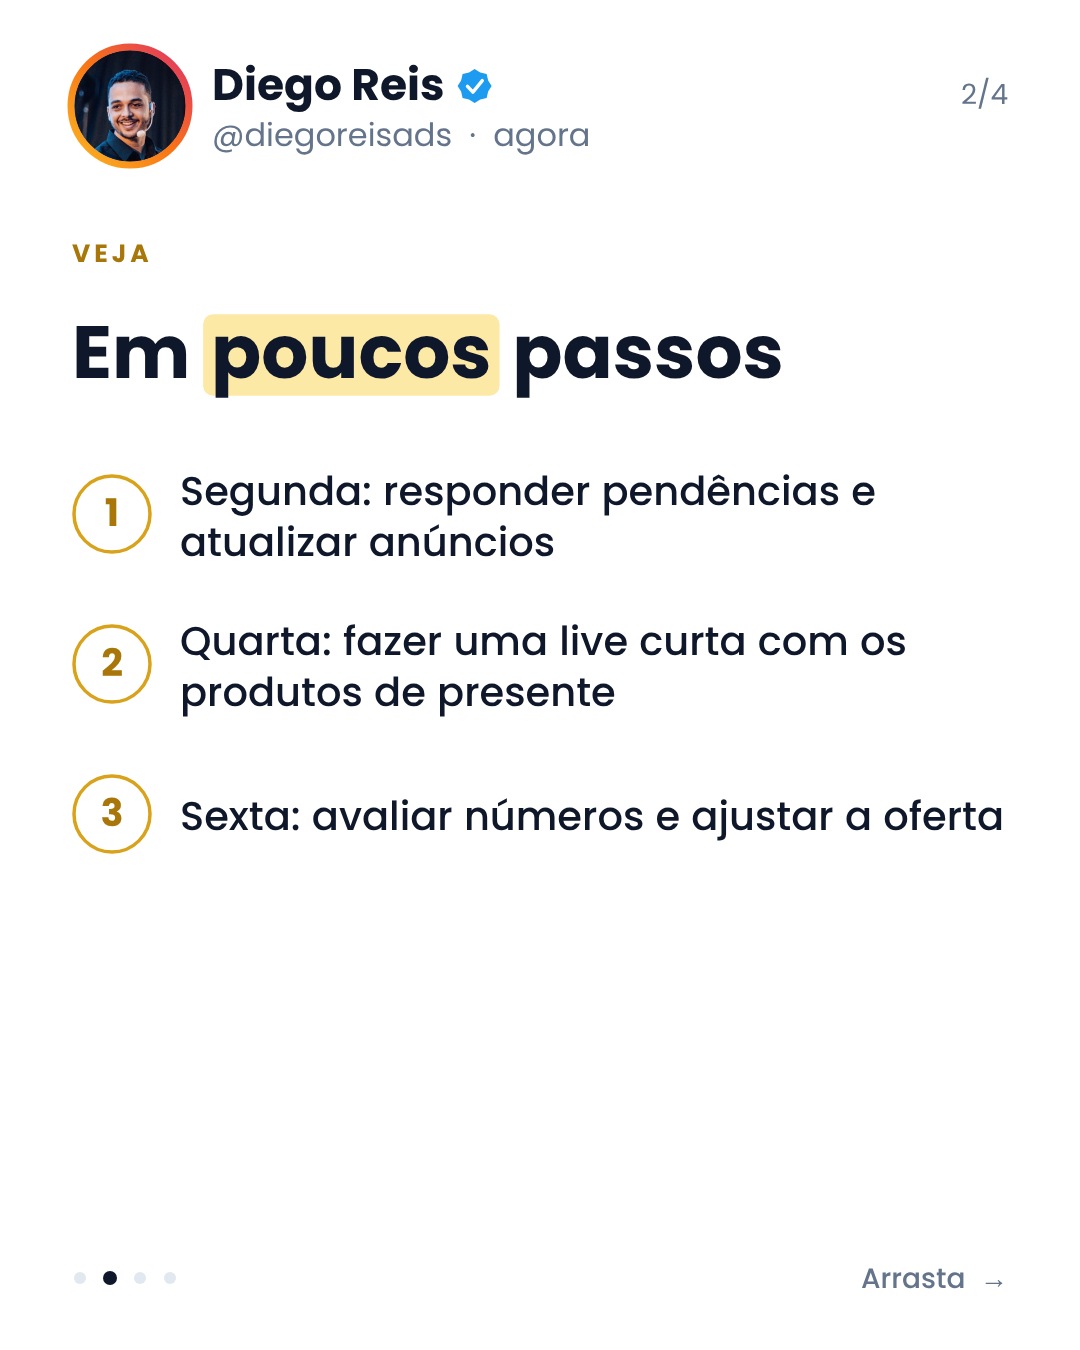 Diego Reis
@diegoreisads · agora
2/4
VEJA
Em poucos passos
1
Segunda: responder pendências e
atualizar anúncios
2
Quarta: fazer uma live curta com os
produtos de presente
3
Sexta: avaliar números e ajustar a oferta
Arrasta →